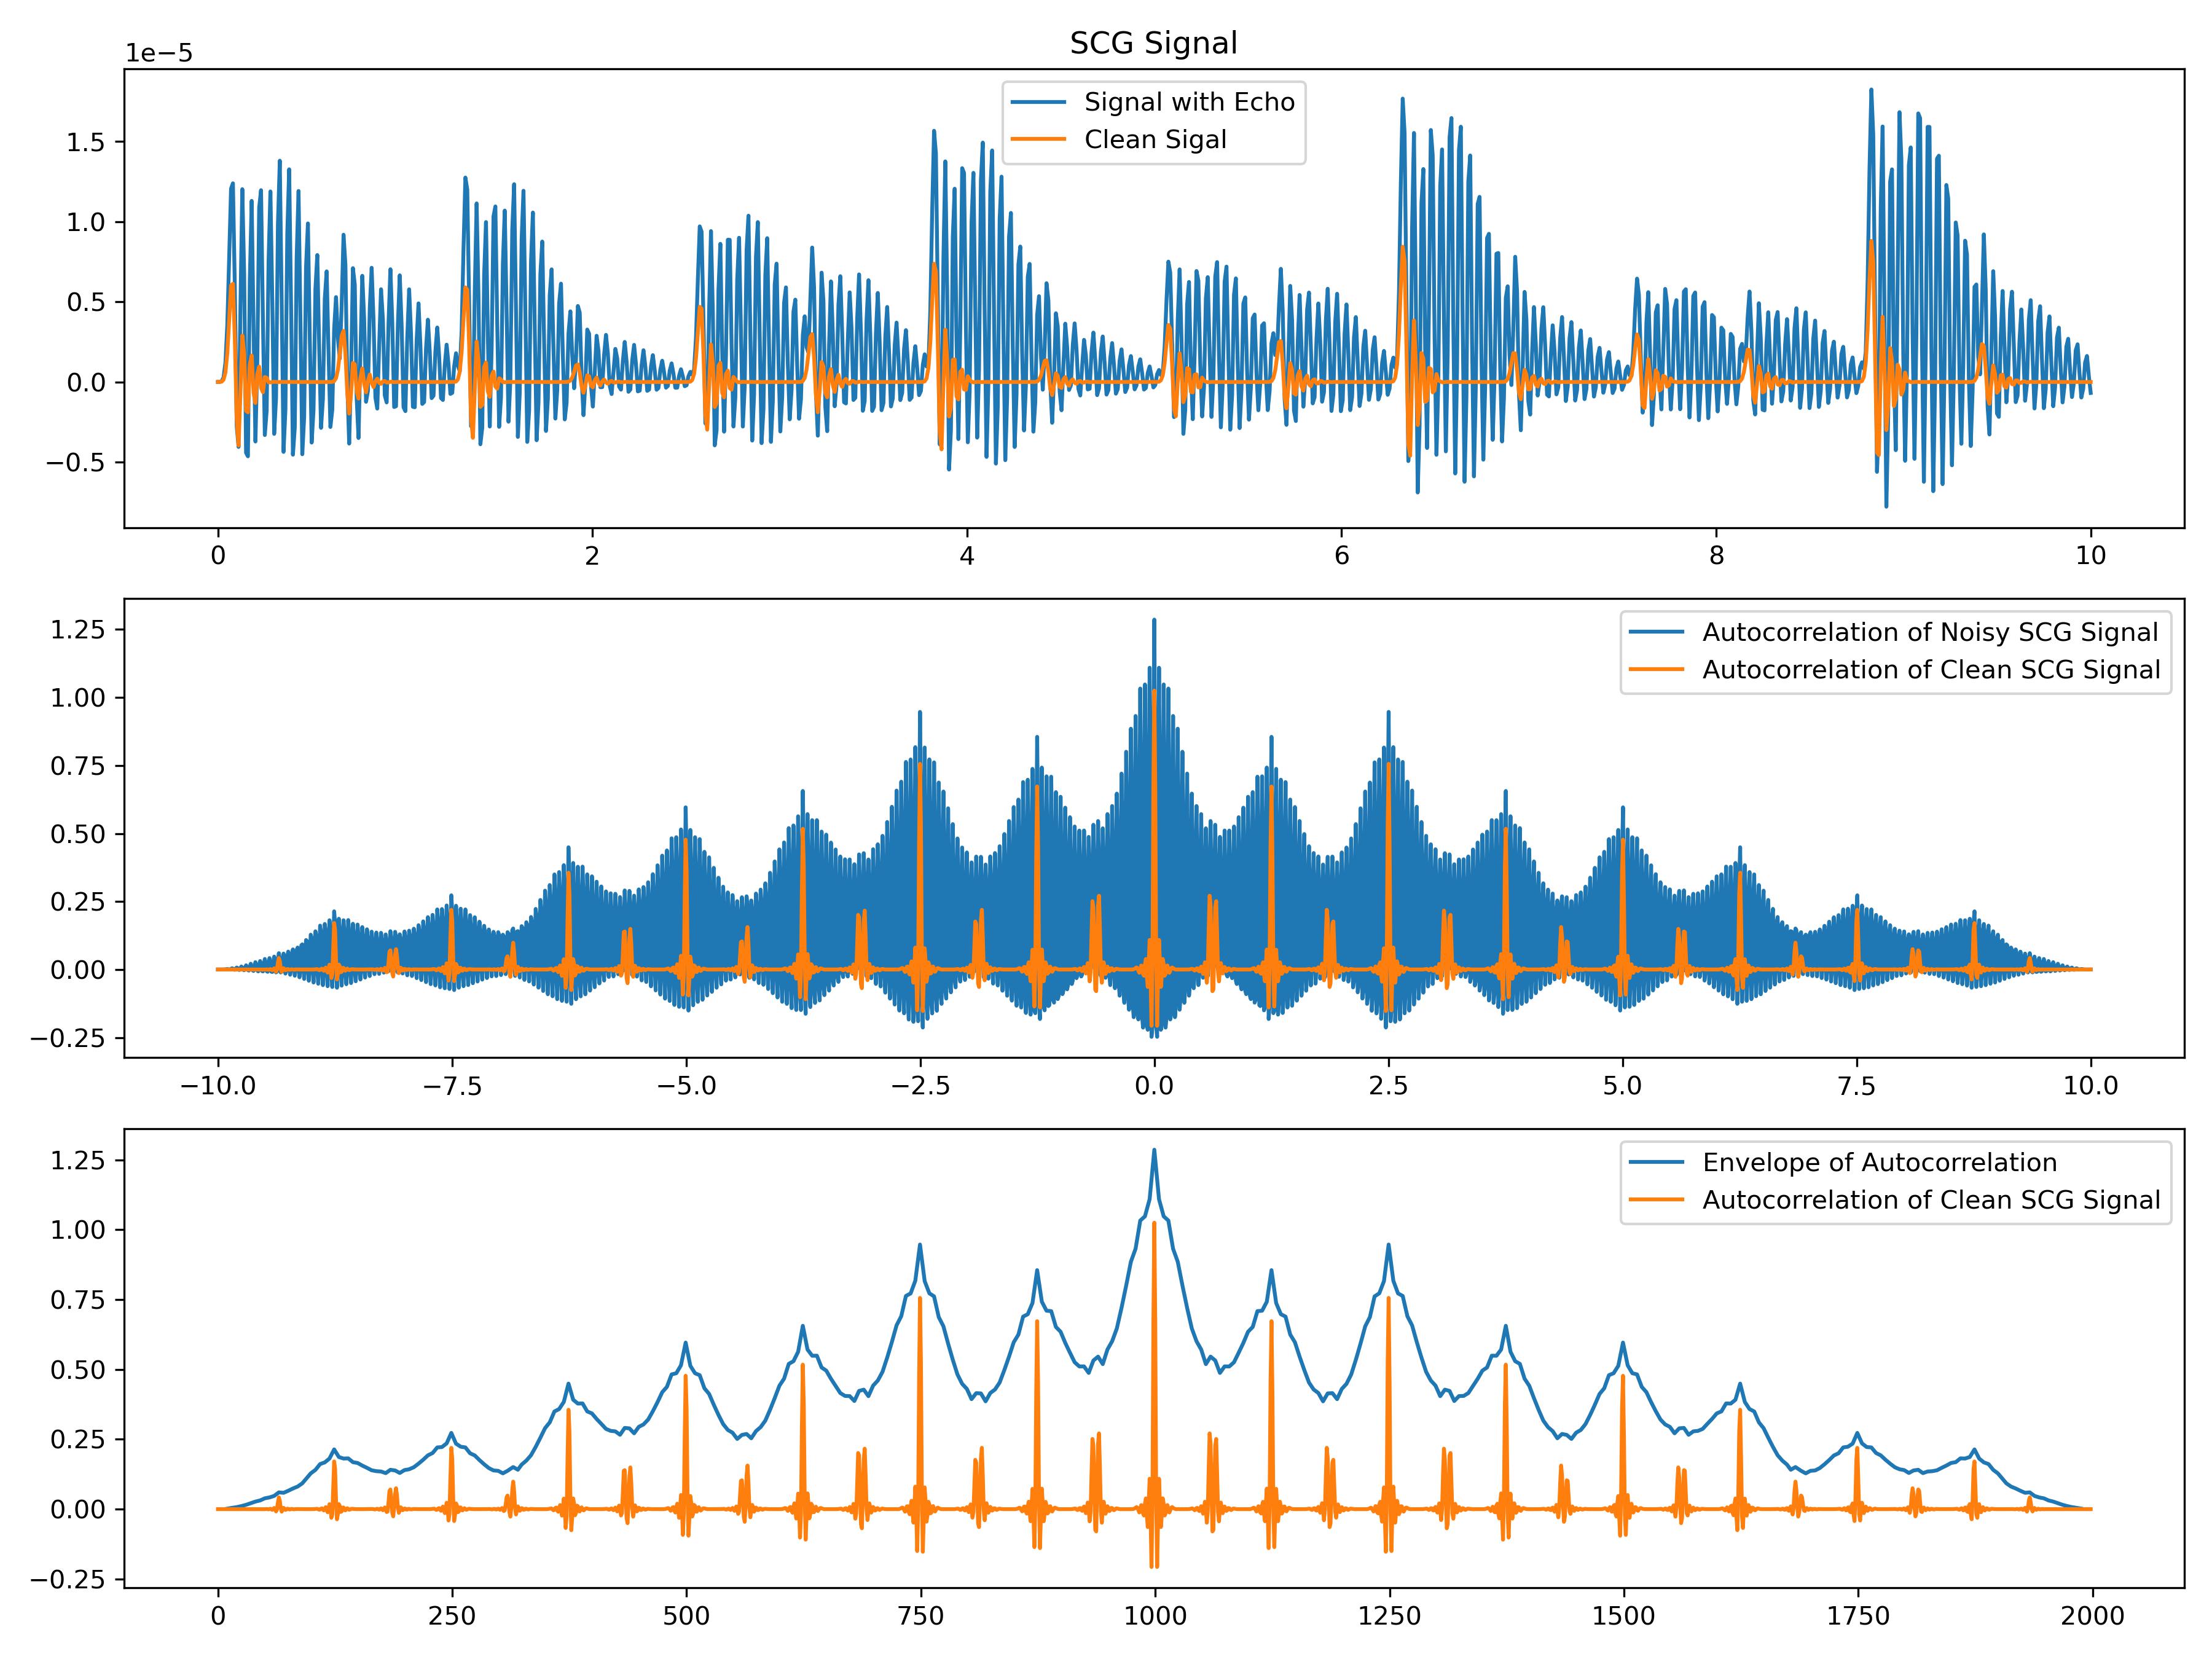 SCG Signal
1e−5
Signal with Echo
Clean Sigal
1.5
1.0
0.5
0.0
−0.5
0 2 4 6 8 10
Autocorrelation of Noisy SCG Signal
Autocorrelation of Clean SCG Signal
1.25
1.00
0.75
0.50
0.25
0.00
−0.25
−10.0 −7.5 −5.0 −2.5 0.0 2.5 5.0 7.5 10.0
Envelope of Autocorrelation
Autocorrelation of Clean SCG Signal
1.25
1.00
0.75
0.50
0.25
0.00
−0.25
0 250 500 750 1000 1250 1500 1750 2000